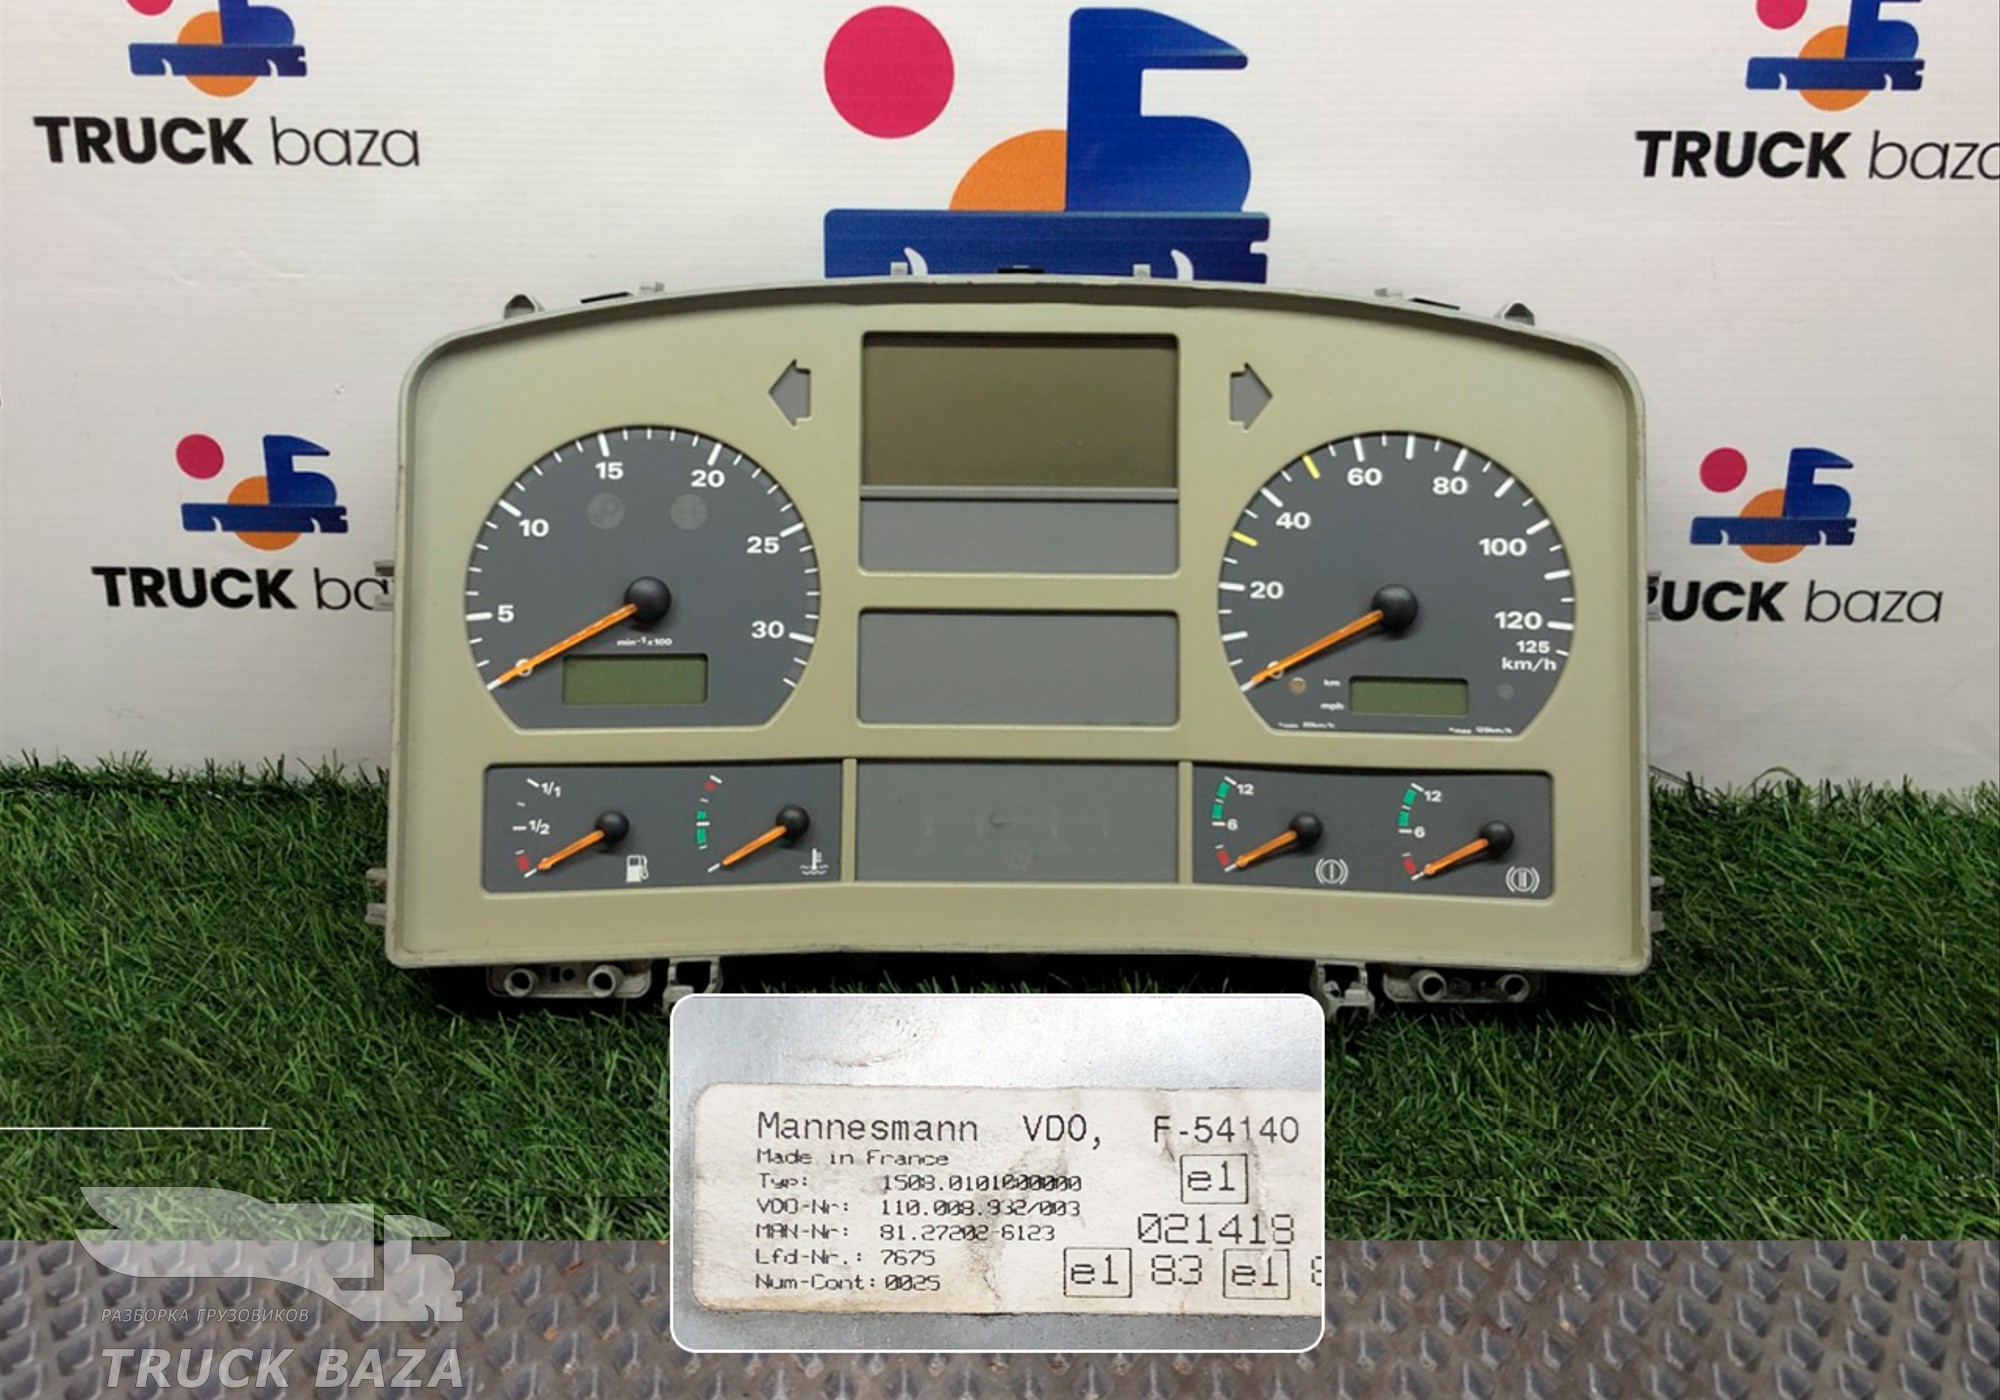 TRUCK baza
TRUCK baza
TRUCK
TRUCK baza
5
10
15
20
25
30
0
min⁻¹x100
20
40
60
80
100
120
125
km/h
0
km
mph
1/1
1/2
12
6
12
6
Mannesmann VDO, F-54140
Made in France
Typ: 1508.0101000000
VDO-Nr: 110.008.932/003
MAN-Nr: 81.27202-6123
Lfd-Nr.: 7675
Num-Cont: 0025
e1
021418
e1 83 e1
РАЗБОРКА ГРУЗОВИКОВ
TRUCK BAZA